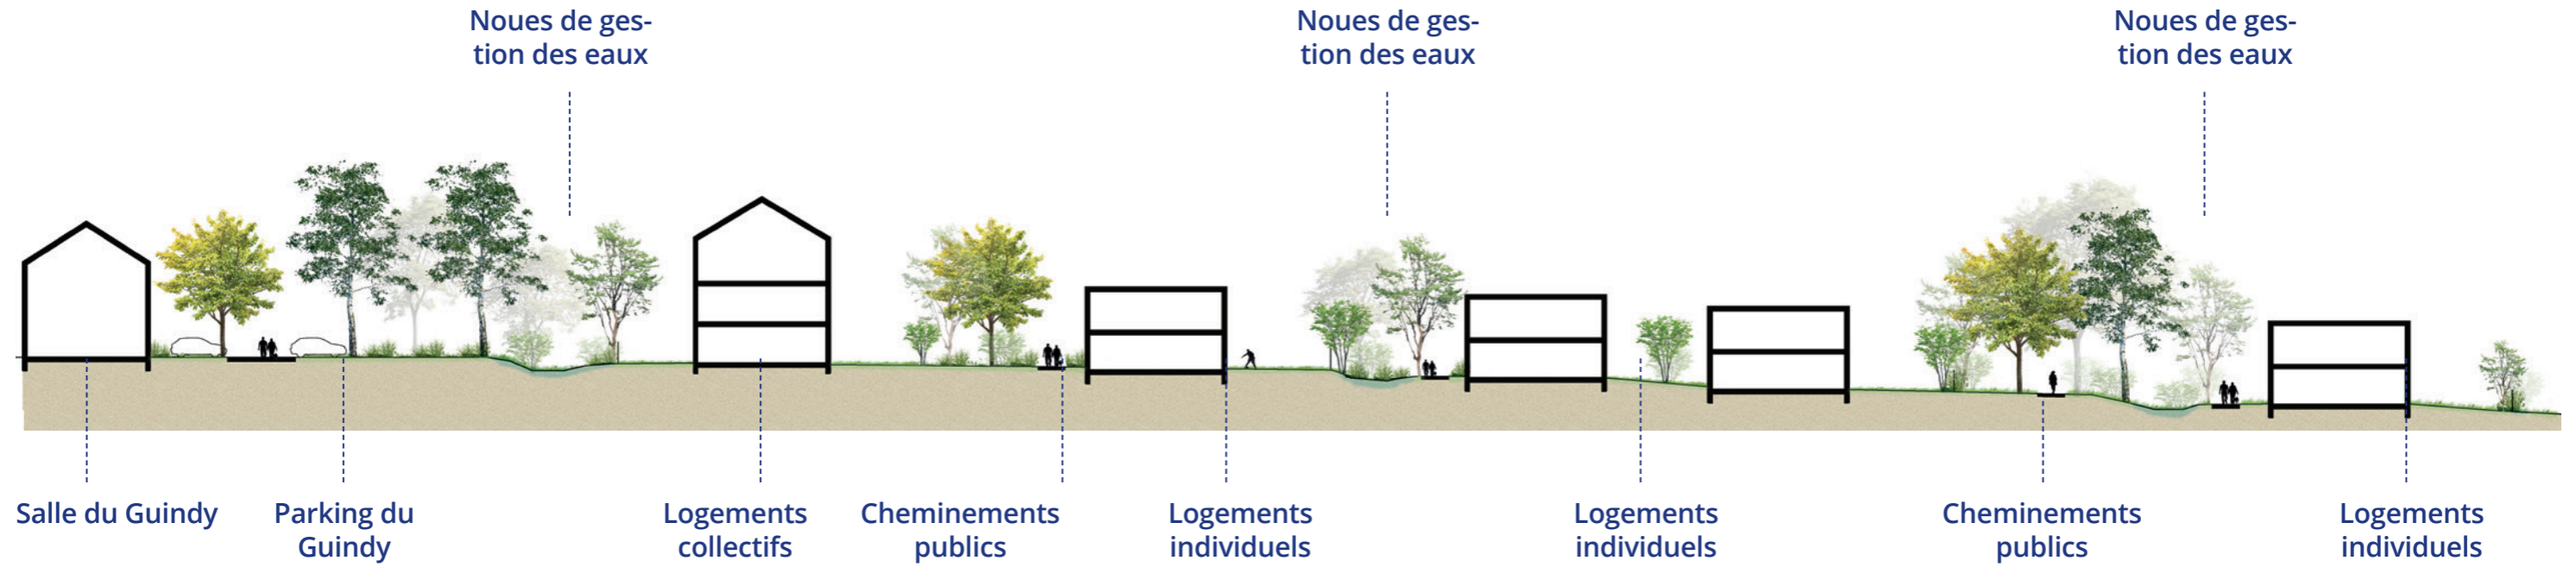 Noues de ges-
tion des eaux
Noues de ges-
tion des eaux
Noues de ges-
tion des eaux
Salle du Guindy
Parking du
Guindy
Logements
collectifs
Cheminements
publics
Logements
individuels
Logements
individuels
Cheminements
publics
Logements
individuels